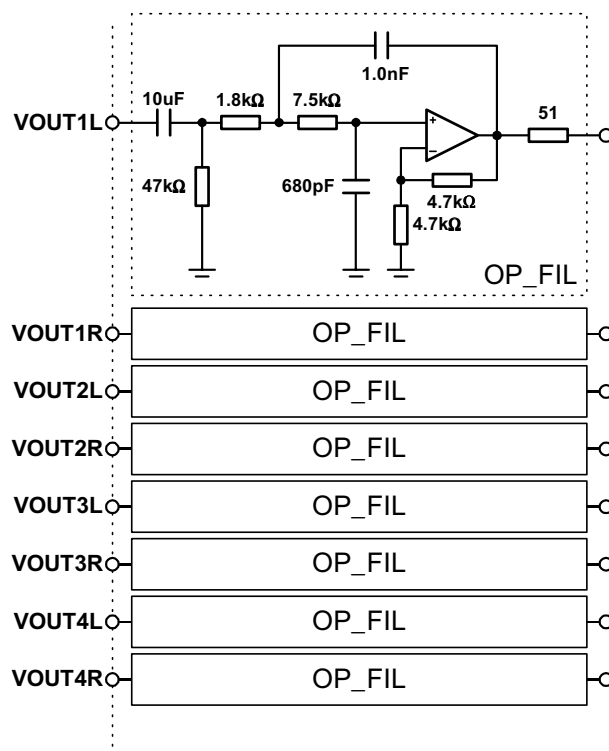 1.0nF
10uF
1.8kΩ
7.5kΩ
VOUT1L
+
−
51
47kΩ
680pF
4.7kΩ
4.7kΩ
OP_FIL
VOUT1R
OP_FIL
VOUT2L
OP_FIL
VOUT2R
OP_FIL
VOUT3L
OP_FIL
VOUT3R
OP_FIL
VOUT4L
OP_FIL
VOUT4R
OP_FIL